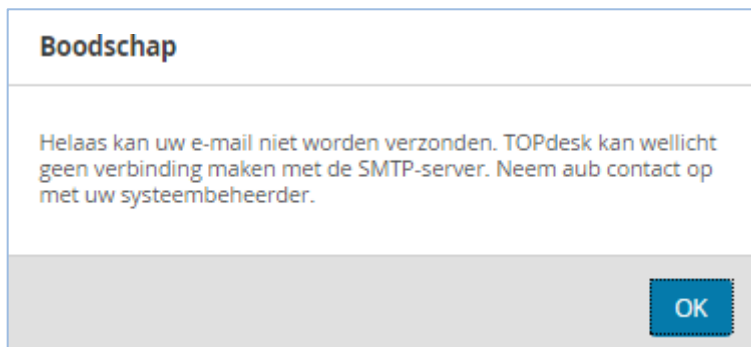 Boodschap
Helaas kan uw e-mail niet worden verzonden. TOPdesk kan wellicht
geen verbinding maken met de SMTP-server. Neem aub contact op
met uw systeembeheerder.
OK